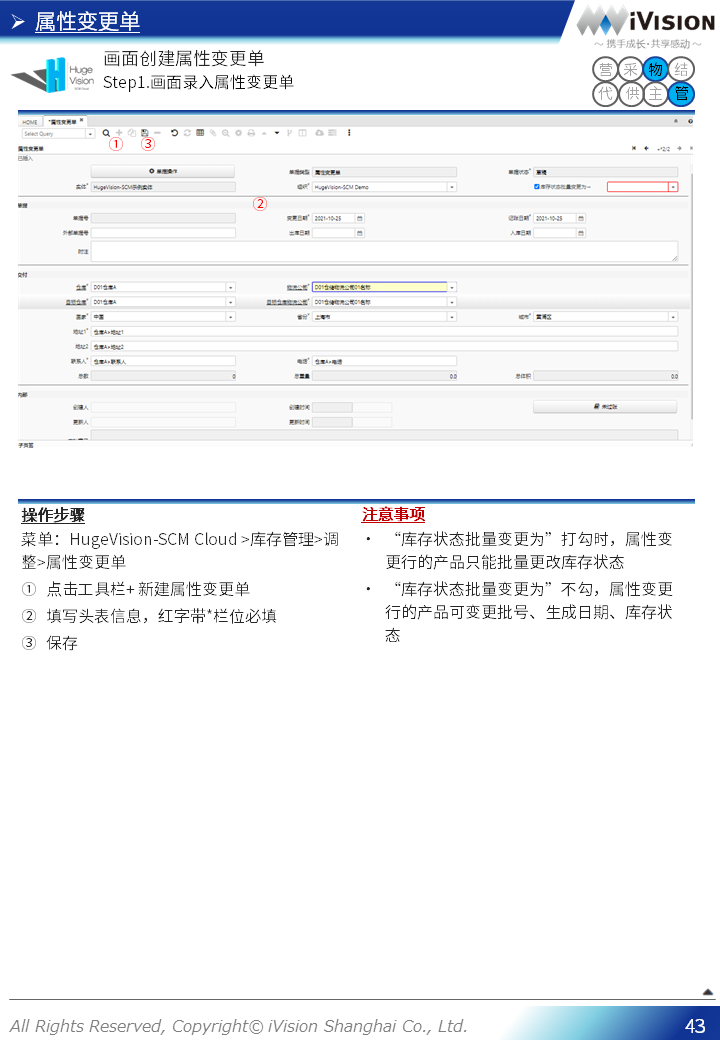 属性变更单
iVision
～ 携手成长·共享感动 ～
画面创建属性变更单
Step1.画面录入属性变更单
Huge Vision
营 采 物 结
代 供 主 管
HOME *属性变更单
Select Query
① ③
属性变更单 *2/2
已插入
单据操作 单据类型 属性变更单 单据状态* 草稿
实体* HugeVision-SCM示例实体 组织* HugeVision-SCM Demo 库存状态批量变更为
②
单据
单据号 变更日期* 2021-10-25 记账日期* 2021-10-25
外部单据号 出库日期 入库日期
附注
交付
仓库* D01仓库A 物流公司* D01仓储物流公司01名称
目标仓库* D01仓库A 目标仓库物流公司* D01仓储物流公司01名称
国家* 中国 省份* 上海市 城市* 黄浦区
地址1* 仓库A>地址1
地址2 仓库A>地址2
联系人* 仓库A>联系人 电话* 仓库A>电话
总数 0 总重量 0.0 总体积 0.0
内部
创建人 创建时间 未过账
更新人 更新时间
子页签
操作步骤
菜单：HugeVision-SCM Cloud >库存管理>调
整>属性变更单
① 点击工具栏+ 新建属性变更单
② 填写头表信息，红字带*栏位必填
③ 保存
注意事项
• “库存状态批量变更为”打勾时，属性变
更行的产品只能批量更改库存状态
• “库存状态批量变更为”不勾，属性变更
行的产品可变更批号、生成日期、库存状
态
All Rights Reserved, Copyright© iVision Shanghai Co., Ltd.
43